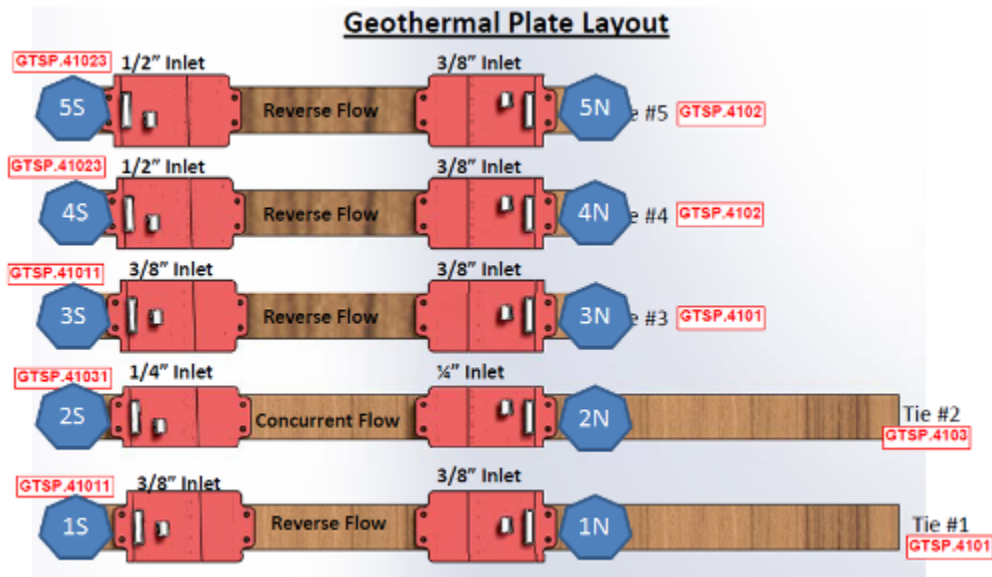 Geothermal Plate Layout
GTSP.41023 1/2" Inlet 3/8" Inlet
5S Reverse Flow 5N e #5 GTSP.4102
GTSP.41023 1/2" Inlet 3/8" Inlet
4S Reverse Flow 4N e #4 GTSP.4102
GTSP.41011 3/8" Inlet 3/8" Inlet
3S Reverse Flow 3N e #3 GTSP.4101
GTSP.41031 1/4" Inlet ¼" Inlet
2S Concurrent Flow 2N Tie #2
GTSP.4103
GTSP.41011 3/8" Inlet 3/8" Inlet
1S Reverse Flow 1N Tie #1
GTSP.4101